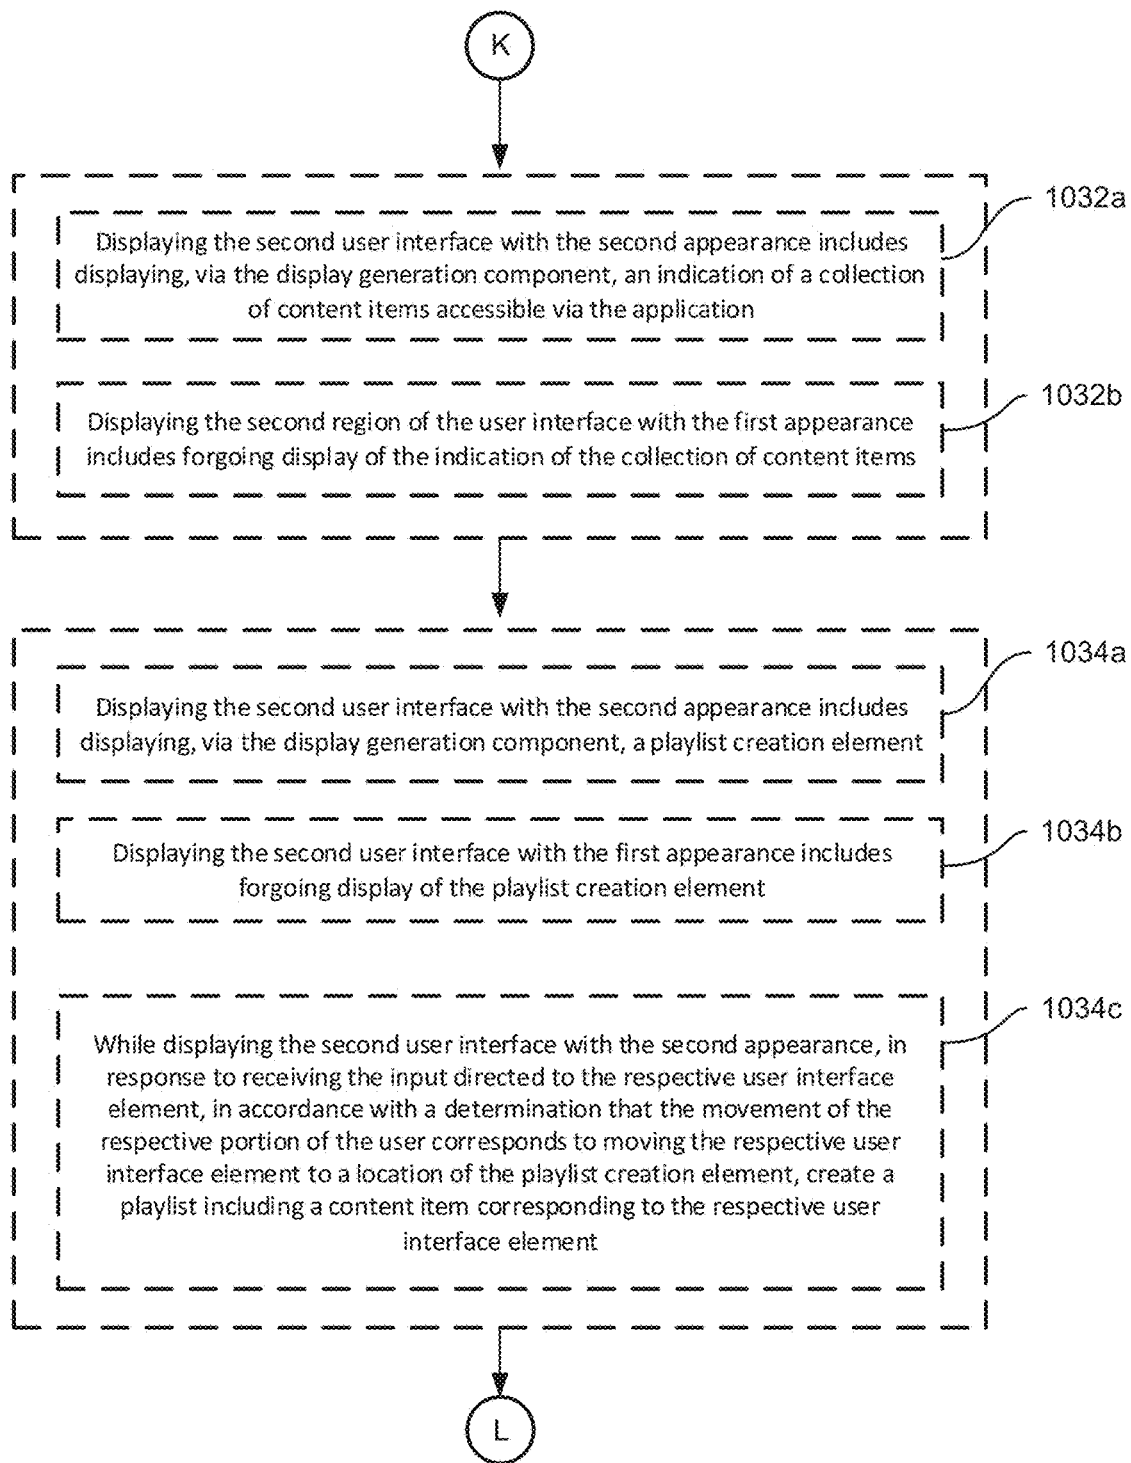 K
1032a
Displaying the second user interface with the second appearance includes
displaying, via the display generation component, an indication of a collection
of content items accessible via the application
1032b
Displaying the second region of the user interface with the first appearance
includes forgoing display of the indication of the collection of content items
1034a
Displaying the second user interface with the second appearance includes
displaying, via the display generation component, a playlist creation element
1034b
Displaying the second user interface with the first appearance includes
forgoing display of the playlist creation element
1034c
While displaying the second user interface with the second appearance, in
response to receiving the input directed to the respective user interface
element, in accordance with a determination that the movement of the
respective portion of the user corresponds to moving the respective user
interface element to a location of the playlist creation element, create a
playlist including a content item corresponding to the respective user
interface element
L